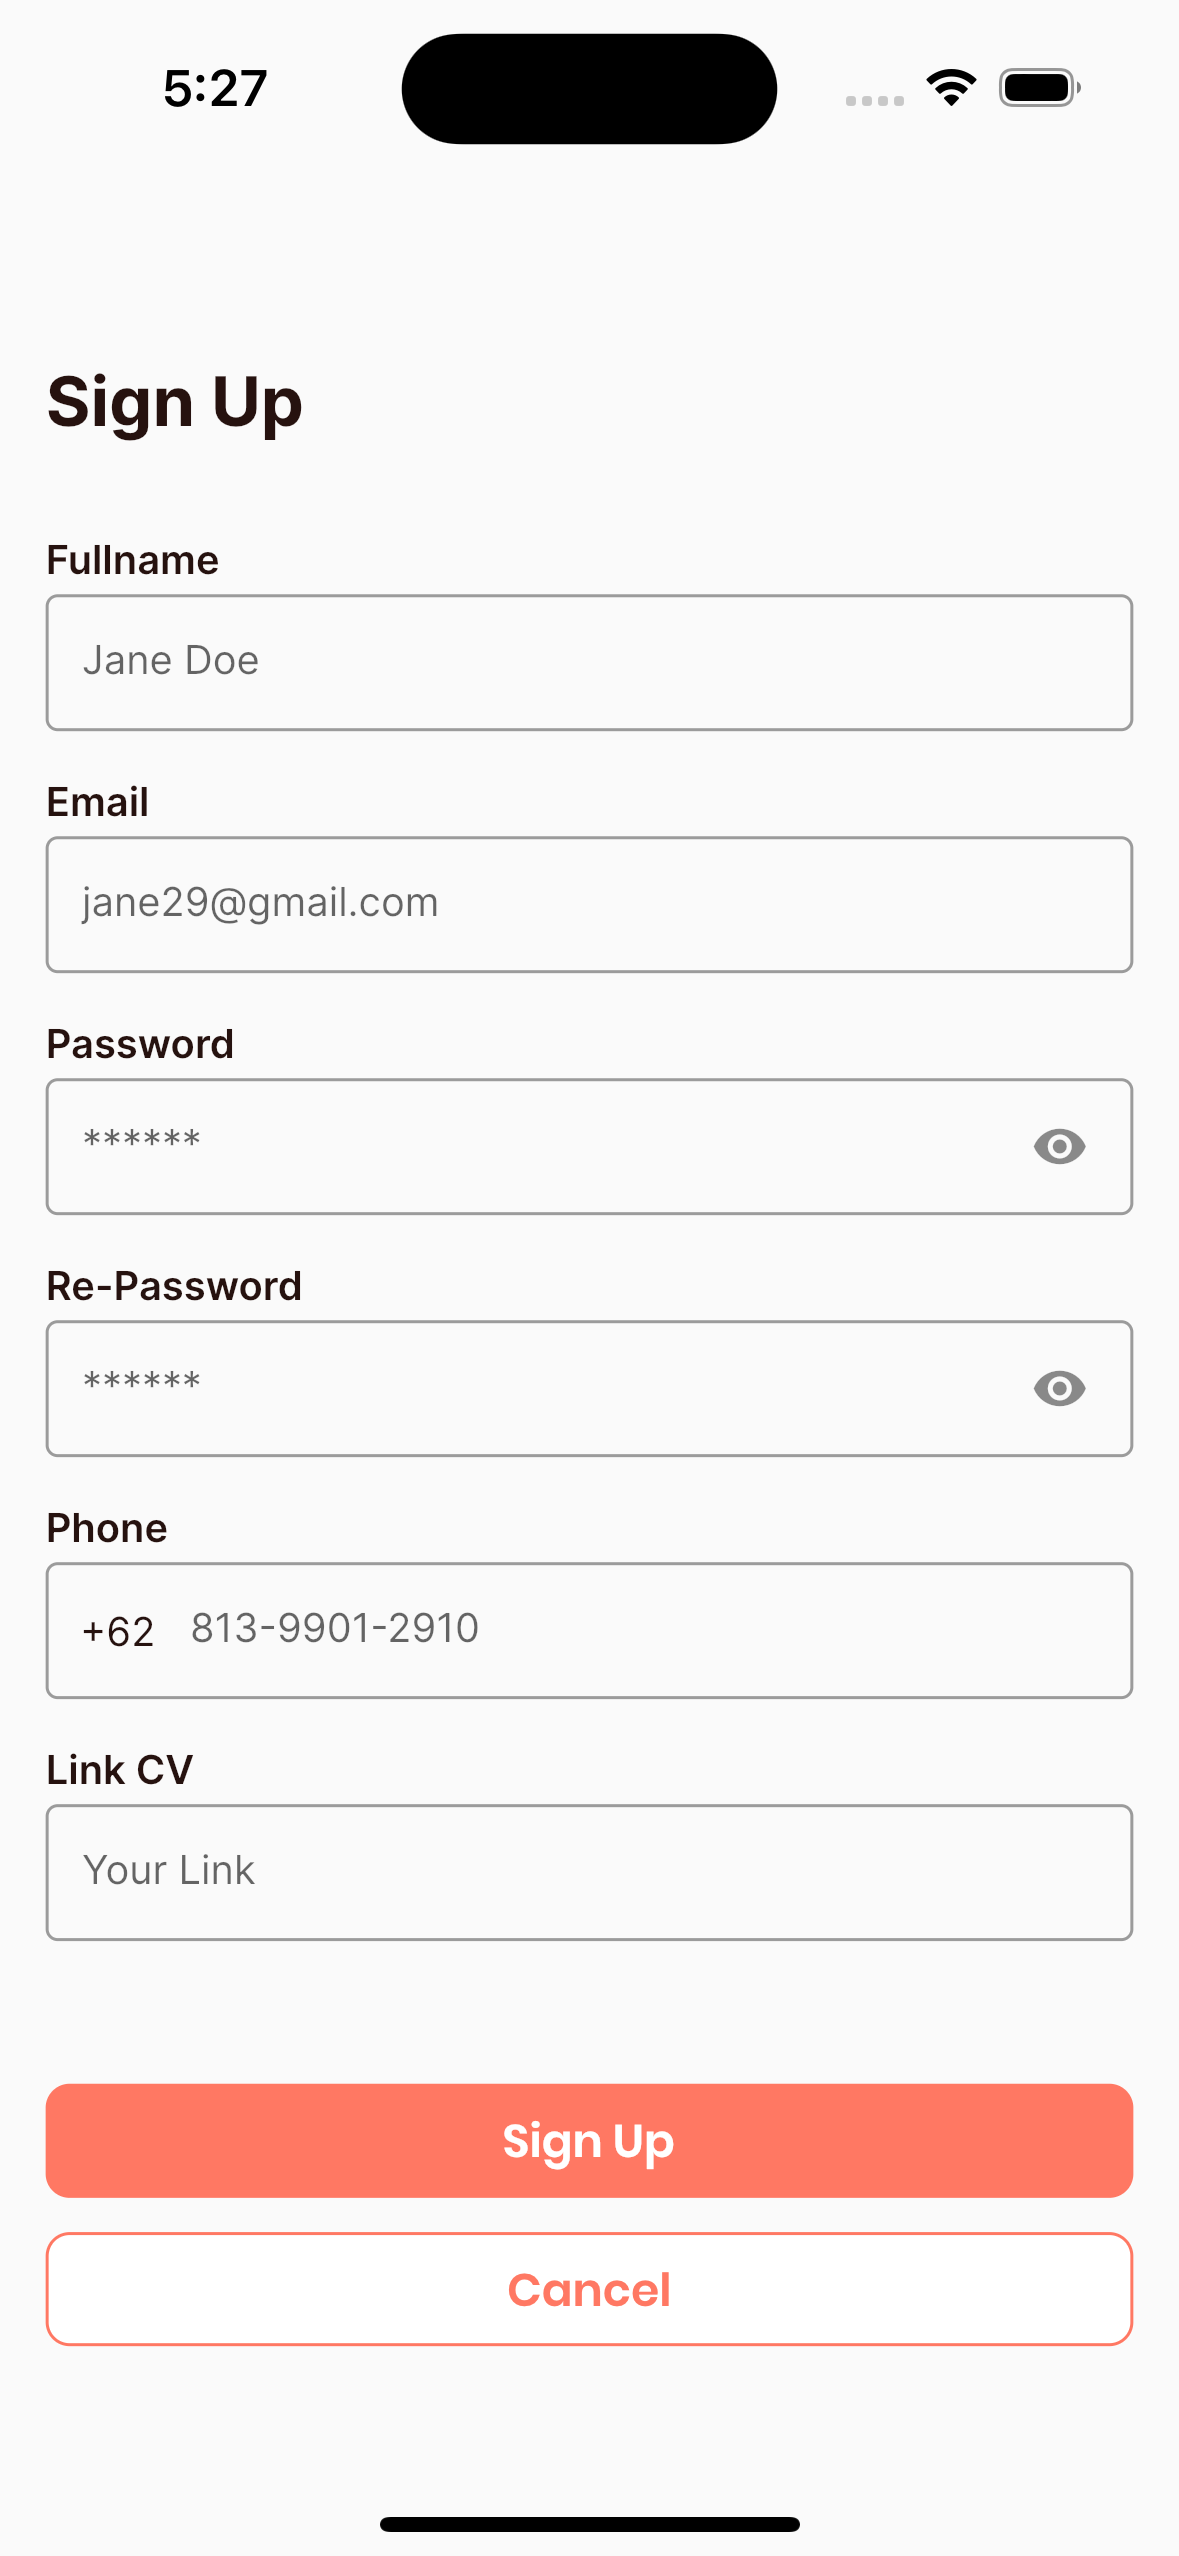 5:27
Sign Up
Fullname
Jane Doe
Email
jane29@gmail.com
Password
******
Re-Password
******
Phone
+62 813-9901-2910
Link CV
Your Link
Sign Up
Cancel